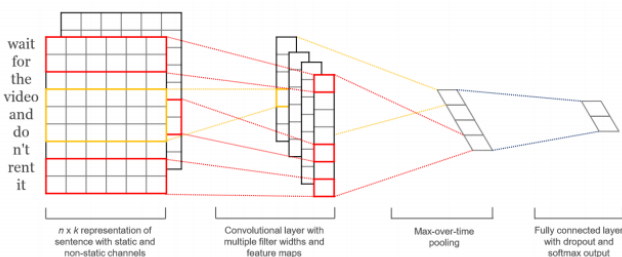 wait
for
the
video
and
do
n't
rent
it
n x k representation of
sentence with static and
non-static channels
Convolutional layer with
multiple filter widths and
feature maps
Max-over-time
pooling
Fully connected layer
with dropout and
softmax output